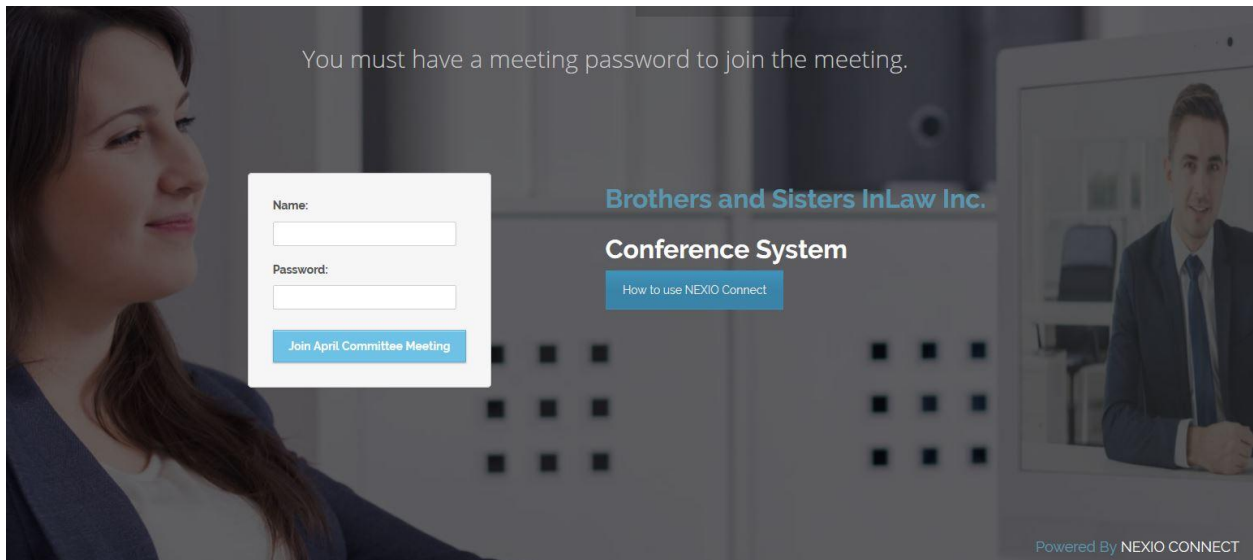 You must have a meeting password to join the meeting.
Name:
Password:
Join April Committee Meeting
Brothers and Sisters InLaw Inc.
Conference System
How to use NEXIO Connect
Powered By NEXIO CONNECT